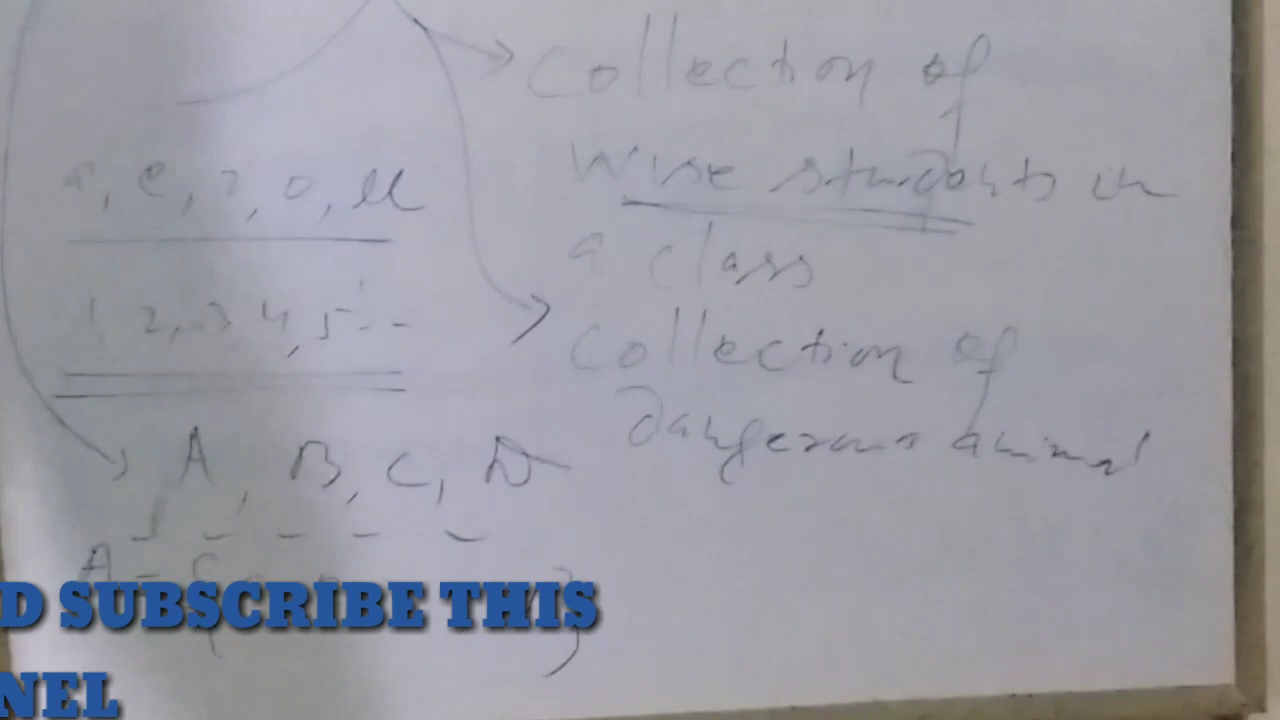 a, e, i, o, u
1, 2, 3, 4, 5 - -
A, B, C, D
A = {
Collection of
wise students in
a class
Collection of
dangerous animal
D SUBSCRIBE THIS
NEL